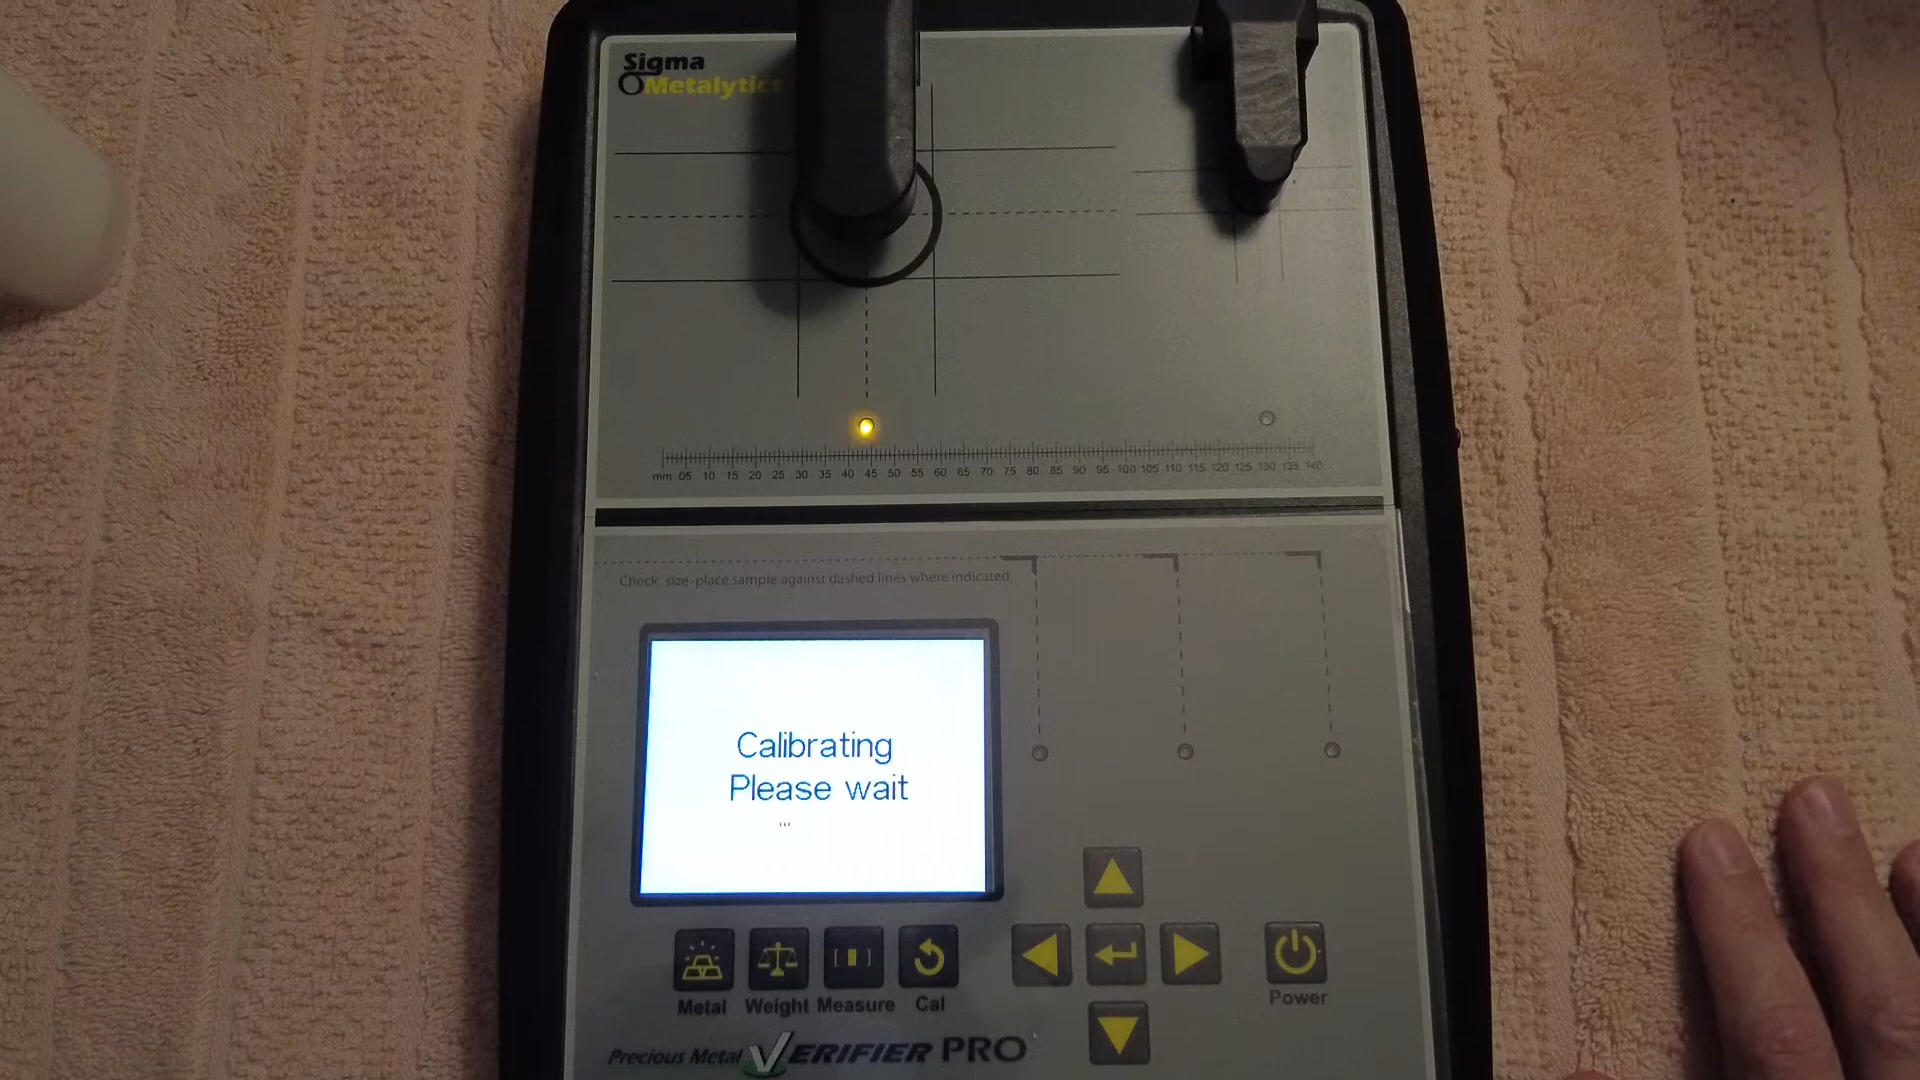 Sigma
Metalytics
mm 05 10 15 20 25 30 35 40 45 50 55 60 65 70 75 80 85 90 95 100 105 110 115 120 125 130 135 140
Check size-place sample against dashed lines where indicated
Calibrating
Please wait
...
Metal Weight Measure Cal
Power
Precious Metal VERIFIER PRO